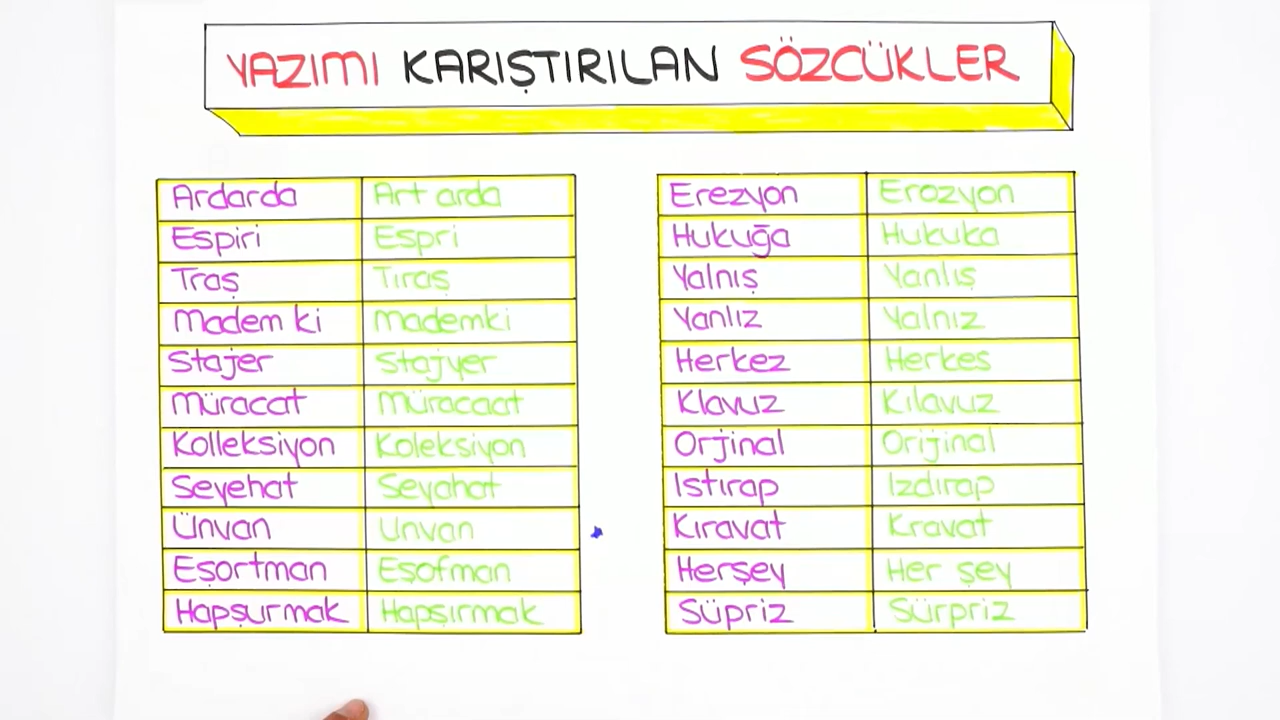 YAZIMI KARIŞTIRILAN SÖZCÜKLER
Ardarda Art arda
Espiri Espri
Traş Tıraş
Madem ki Mademki
Stajer Stajyer
Müracat Müracaat
Kolleksiyon Koleksiyon
Seyehat Seyahat
Ünvan Unvan
Eşortman Eşofman
Hapşurmak Hapşırmak
Erezyon Erozyon
Hukuğa Hukuka
Yalnış Yanlış
Yanlız Yalnız
Herkez Herkes
Klavuz Kılavuz
Orjinal Orijinal
Istırap Izdırap
Kıravat Kravat
Herşey Her şey
Süpriz Sürpriz